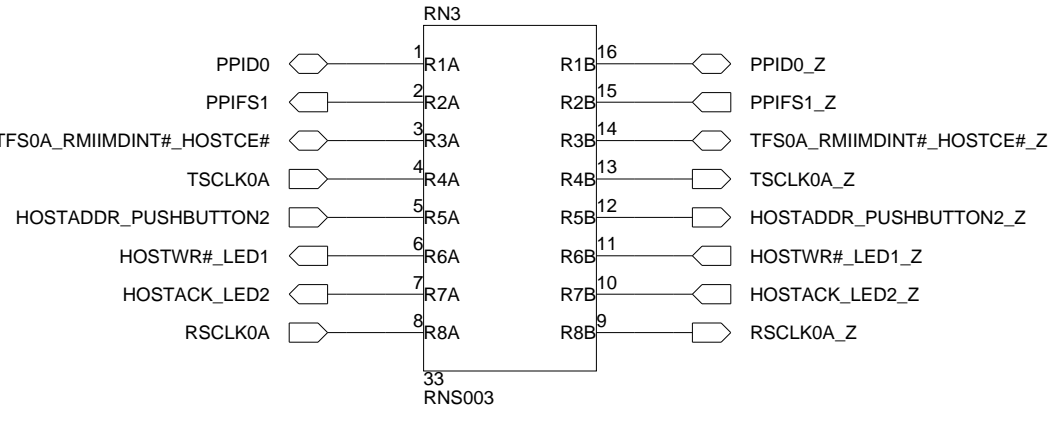 RN3
1 16
PPID0 R1A R1B PPID0_Z
2 15
PPIFS1 R2A R2B PPIFS1_Z
3 14
TFS0A_RMIIMDINT#_HOSTCE# R3A R3B TFS0A_RMIIMDINT#_HOSTCE#_Z
4 13
TSCLK0A R4A R4B TSCLK0A_Z
5 12
HOSTADDR_PUSHBUTTON2 R5A R5B HOSTADDR_PUSHBUTTON2_Z
6 11
HOSTWR#_LED1 R6A R6B HOSTWR#_LED1_Z
7 10
HOSTACK_LED2 R7A R7B HOSTACK_LED2_Z
8 9
RSCLK0A R8A R8B RSCLK0A_Z
33
RNS003